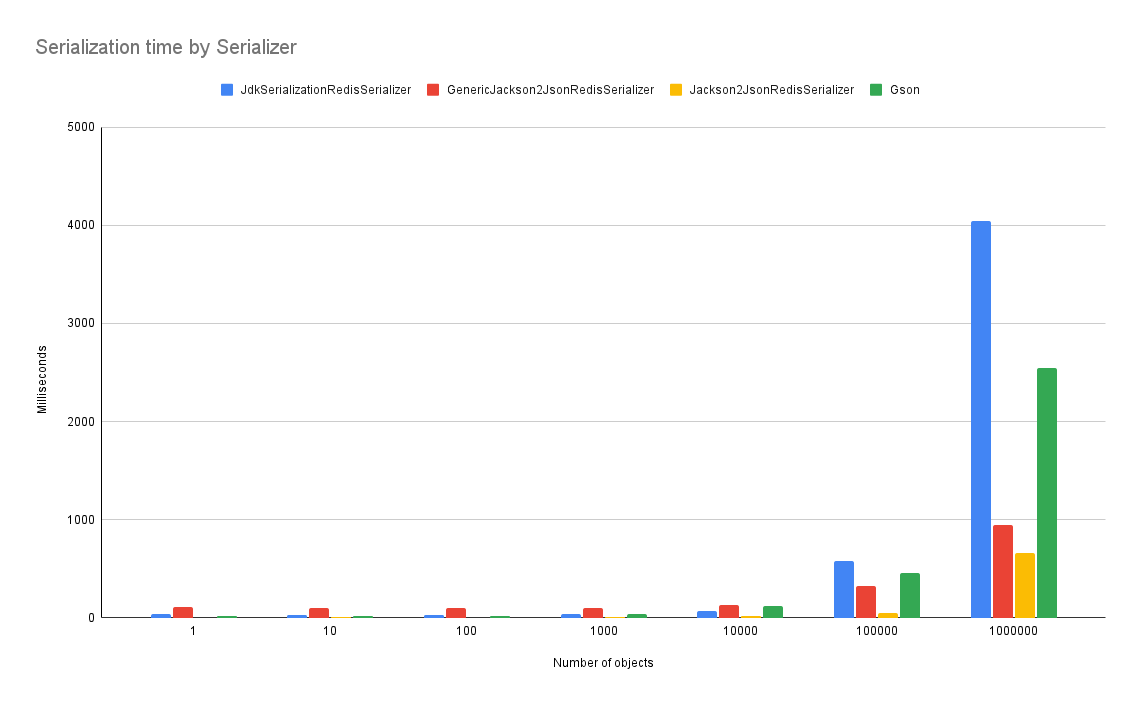 Serialization time by Serializer
JdkSerializationRedisSerializer GenericJackson2JsonRedisSerializer Jackson2JsonRedisSerializer Gson
5000
4000
3000
2000
1000
0
Milliseconds
1 10 100 1000 10000 100000 1000000
Number of objects